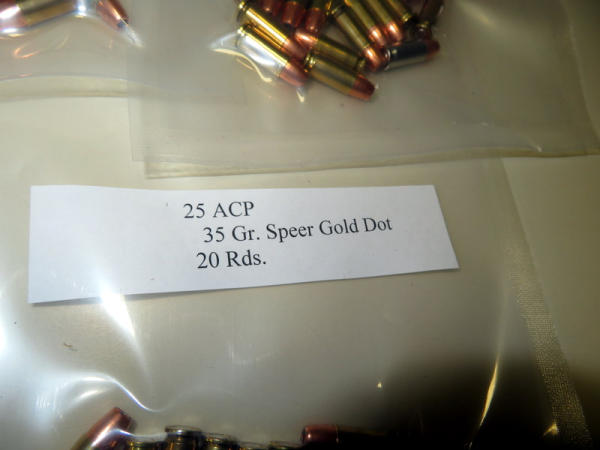 25 ACP
35 Gr. Speer Gold Dot
20 Rds.